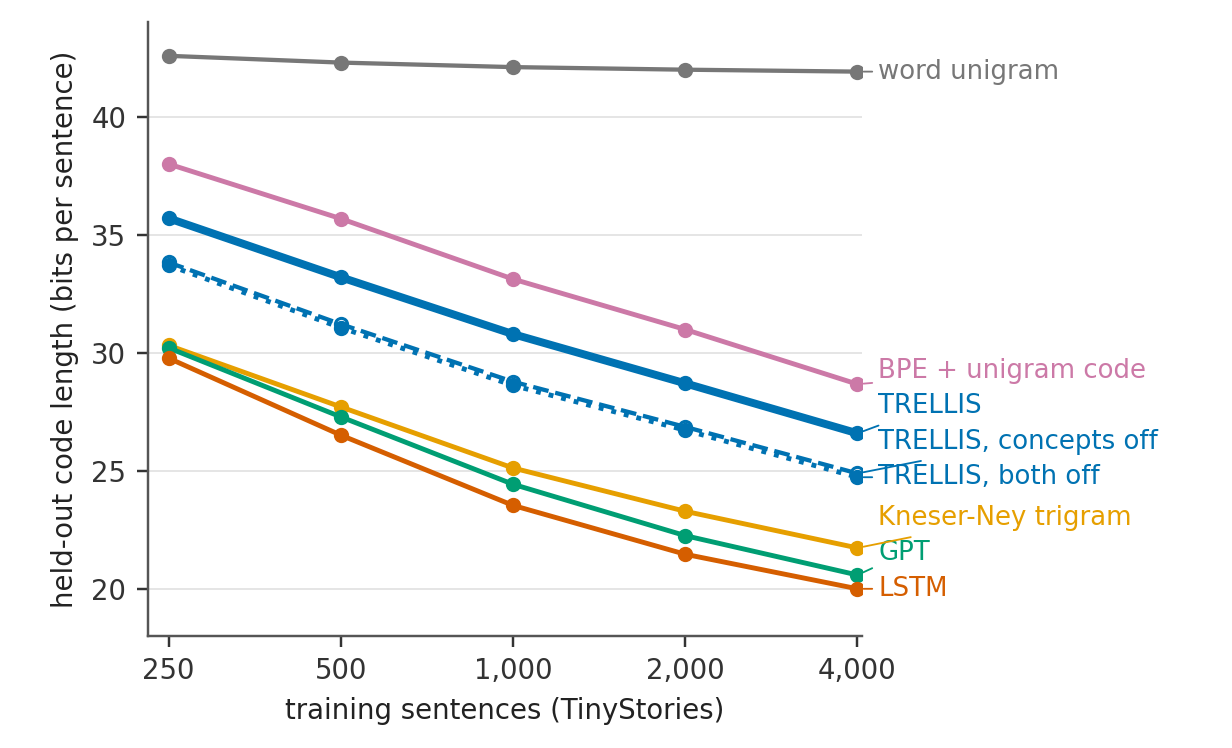 held-out code length (bits per sentence)
40
35
30
25
20
250
500
1,000
2,000
4,000
training sentences (TinyStories)
word unigram
BPE + unigram code
TRELLIS
TRELLIS, concepts off
TRELLIS, both off
Kneser-Ney trigram
GPT
LSTM